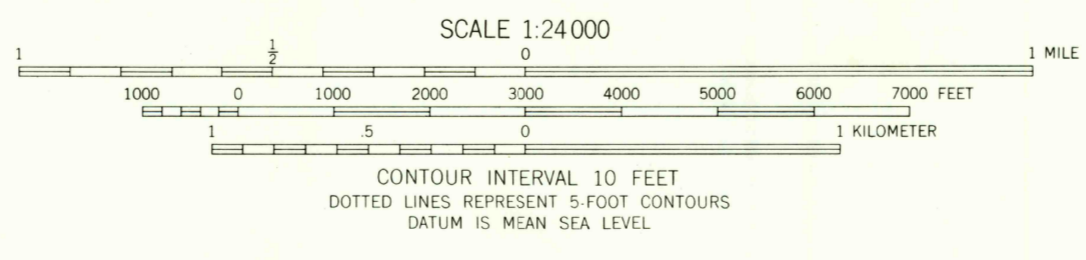 SCALE 1:24 000
1 1/2 0 1 MILE
1000 0 1000 2000 3000 4000 5000 6000 7000 FEET
1 .5 0 1 KILOMETER
CONTOUR INTERVAL 10 FEET
DOTTED LINES REPRESENT 5-FOOT CONTOURS
DATUM IS MEAN SEA LEVEL